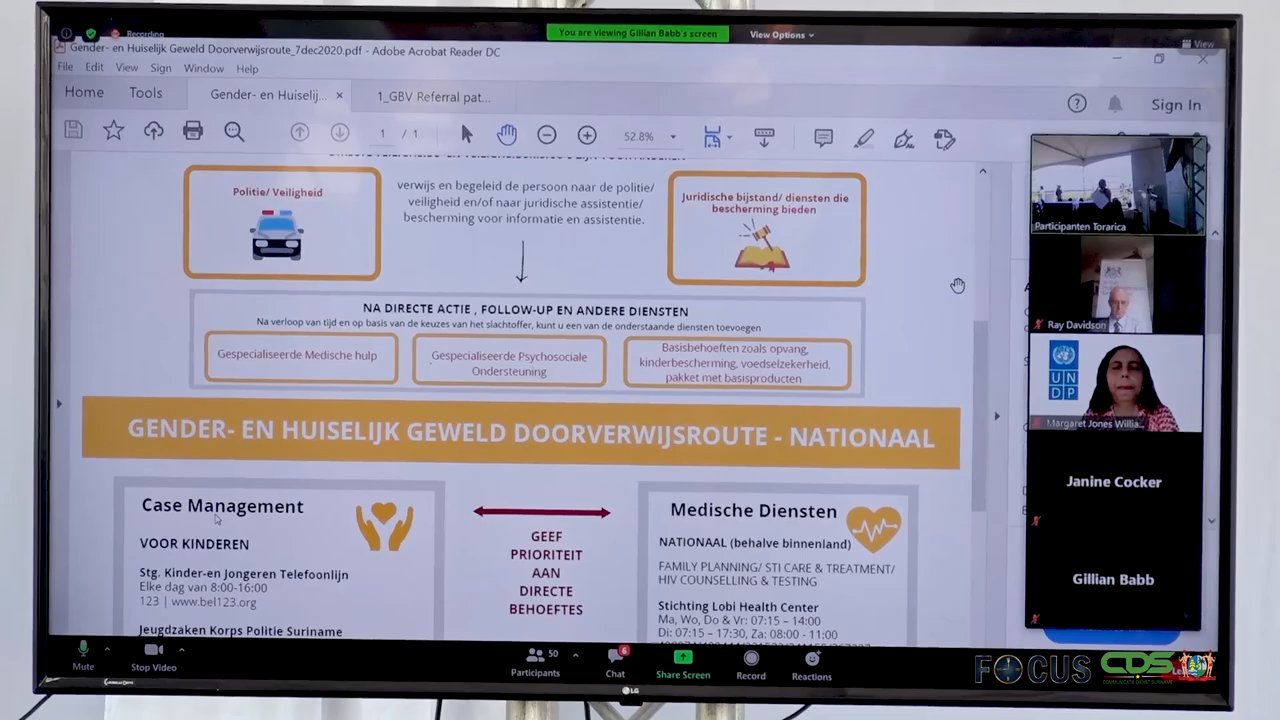 Recording
You are viewing Gillian Babb's screen
View Options
View
Gender- en Huiselijk Geweld Doorverwijsroute_7dec2020.pdf - Adobe Acrobat Reader DC
File Edit View Sign Window Help
Home Tools Gender- en Huiselij... × 1_GBV Referral pat...
Sign In
1 / 1
52.8%
Politie/ Veiligheid
verwijs en begeleid de persoon naar de politie/
veiligheid en/of naar juridische assistentie/
bescherming voor informatie en assistentie.
Juridische bijstand/ diensten die
bescherming bieden
NA DIRECTE ACTIE , FOLLOW-UP EN ANDERE DIENSTEN
Na verloop van tijd en op basis van de keuzes van het slachtoffer, kunt u een van de onderstaande diensten toevoegen
Gespecialiseerde Medische hulp
Gespecialiseerde Psychosociale
Ondersteuning
Basisbehoeften zoals opvang,
kinderbescherming, voedselzekerheid,
pakket met basisproducten
GENDER- EN HUISELIJK GEWELD DOORVERWIJSROUTE - NATIONAAL
Case Management
VOOR KINDEREN
Stg. Kinder-en Jongeren Telefoonlijn
Elke dag van 8:00-16:00
123 | www.bel123.org
Jeugdzaken Korps Politie Suriname
GEEF
PRIORITEIT
AAN
DIRECTE
BEHOEFTES
Medische Diensten
NATIONAAL (behalve binnenland)
FAMILY PLANNING/ STI CARE & TREATMENT/
HIV COUNSELLING & TESTING
Stichting Lobi Health Center
Ma, Wo, Do & Vr: 07:15 – 14:00
Di: 07:15 – 17:30, Za: 08:00 - 11:00
Participanten Torarica
Ray Davidson
UN
DP
Margaret Jones Willia...
Janine Cocker
Gillian Babb
Mute
Stop Video
Participants 50
Chat 6
Share Screen
Record
Reactions
LG
FOCUS
CDS
COMMUNICATIE DIENST SURINAME